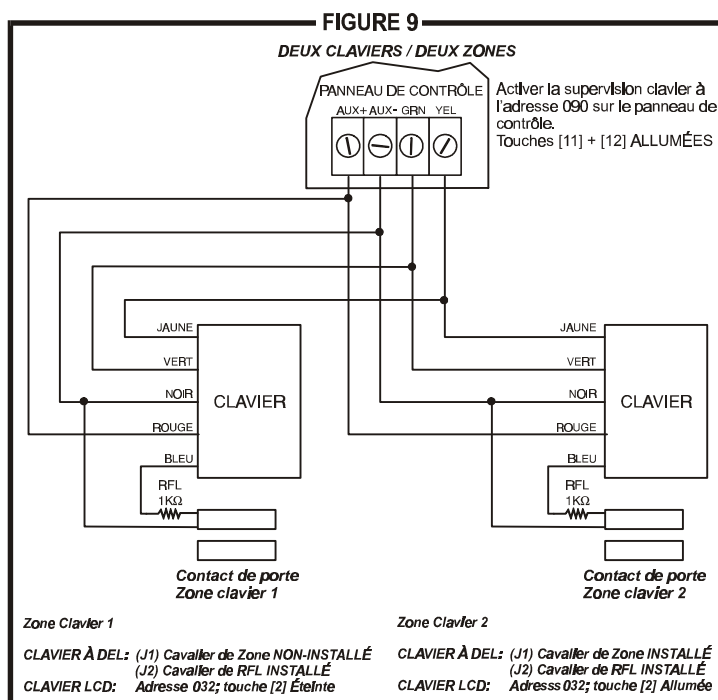 FIGURE 9
DEUX CLAVIERS / DEUX ZONES
PANNEAU DE CONTRÔLE
AUX+ AUX- GRN YEL
Activer la supervision clavier à
l'adresse 090 sur le panneau de
contrôle.
Touches [11] + [12] ALLUMÉES
JAUNE
VERT
NOIR
ROUGE
BLEU
CLAVIER
RFL
1KΩ
Contact de porte
Zone clavier 1
JAUNE
VERT
NOIR
ROUGE
BLEU
CLAVIER
RFL
1KΩ
Contact de porte
Zone clavier 2
Zone Clavier 1
CLAVIER À DEL: (J1) Cavalier de Zone NON-INSTALLÉ
(J2) Cavalier de RFL INSTALLÉ
CLAVIER LCD: Adresse 032; touche [2] Éteinte
Zone Clavier 2
CLAVIER À DEL: (J1) Cavalier de Zone INSTALLÉ
(J2) Cavalier de RFL INSTALLÉ
CLAVIER LCD: Adresss 032; touche [2] Allumée